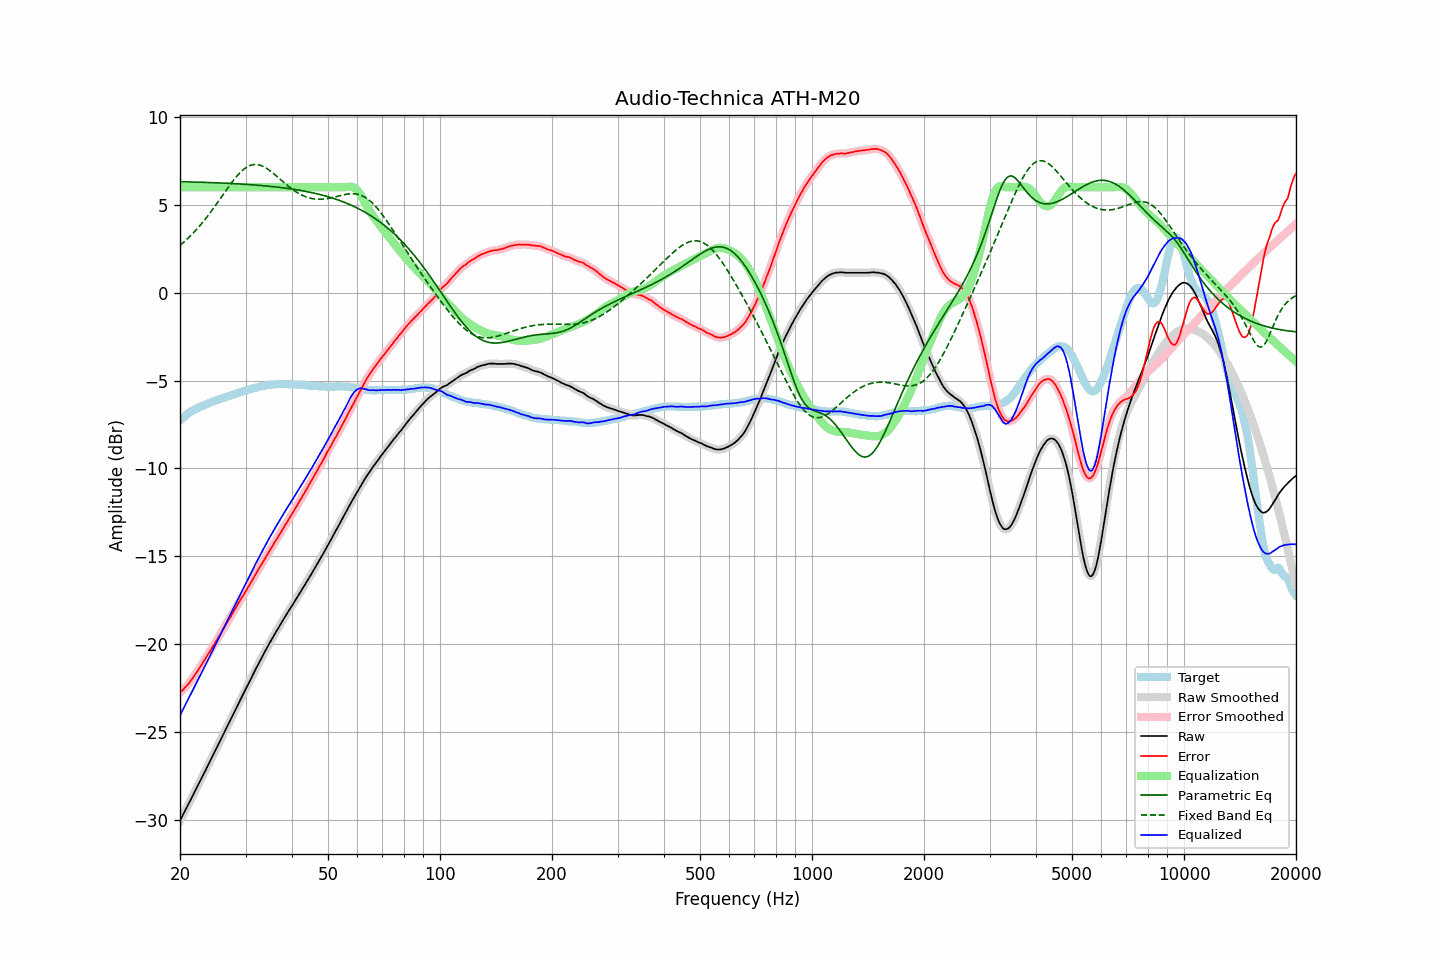 Audio-Technica ATH-M20
Amplitude (dBr)
10
5
0
−5
−10
−15
−20
−25
−30
20
50
100
200
500
1000
2000
5000
10000
20000
Frequency (Hz)
Target
Raw Smoothed
Error Smoothed
Raw
Error
Equalization
Parametric Eq
Fixed Band Eq
Equalized